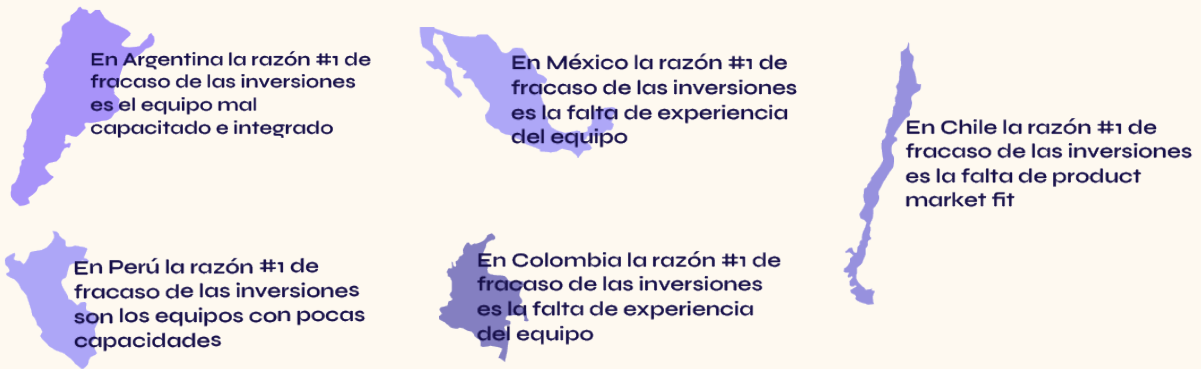 En Argentina la razón #1 de
fracaso de las inversiones
es el equipo mal
capacitado e integrado
En México la razón #1 de
fracaso de las inversiones
es la falta de experiencia
del equipo
En Chile la razón #1 de
fracaso de las inversiones
es la falta de product
market fit
En Perú la razón #1 de
fracaso de las inversiones
son los equipos con pocas
capacidades
En Colombia la razón #1 de
fracaso de las inversiones
es la falta de experiencia
del equipo